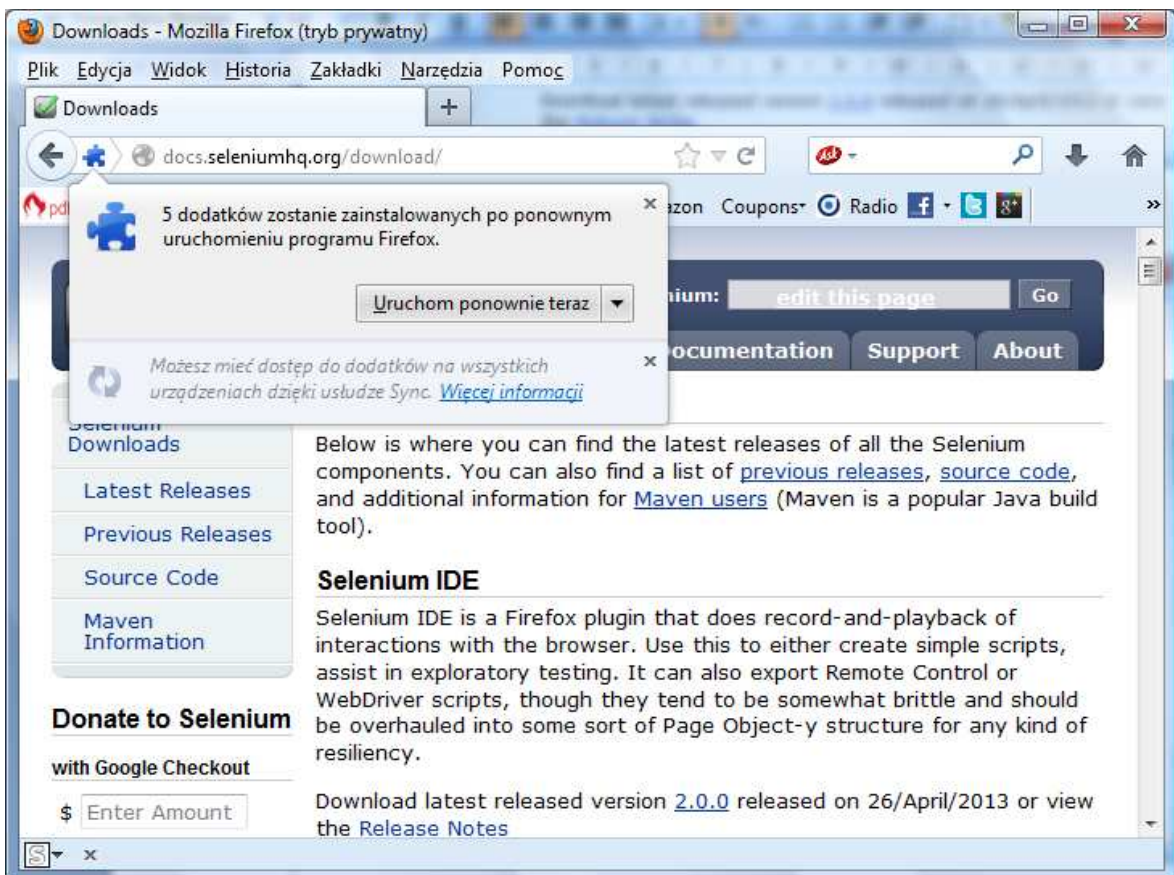 Downloads - Mozilla Firefox (tryb prywatny)
Plik Edycja Widok Historia Zakładki Narzędzia Pomoc
Downloads
docs.seleniumhq.org/download/
Ask
pd
5 dodatków zostanie zainstalowanych po ponownym
uruchomieniu programu Firefox.
Uruchom ponownie teraz
Możesz mieć dostęp do dodatków na wszystkich
urządzeniach dzięki usłudze Sync. Więcej informacji
azon Coupons Radio
nium: edit this page Go
ocumentation Support About
Selenium
Downloads
Latest Releases
Previous Releases
Source Code
Maven
Information
Donate to Selenium
with Google Checkout
$ Enter Amount
Below is where you can find the latest releases of all the Selenium
components. You can also find a list of previous releases, source code,
and additional information for Maven users (Maven is a popular Java build
tool).
Selenium IDE
Selenium IDE is a Firefox plugin that does record-and-playback of
interactions with the browser. Use this to either create simple scripts,
assist in exploratory testing. It can also export Remote Control or
WebDriver scripts, though they tend to be somewhat brittle and should
be overhauled into some sort of Page Object-y structure for any kind of
resiliency.
Download latest released version 2.0.0 released on 26/April/2013 or view
the Release Notes
S x